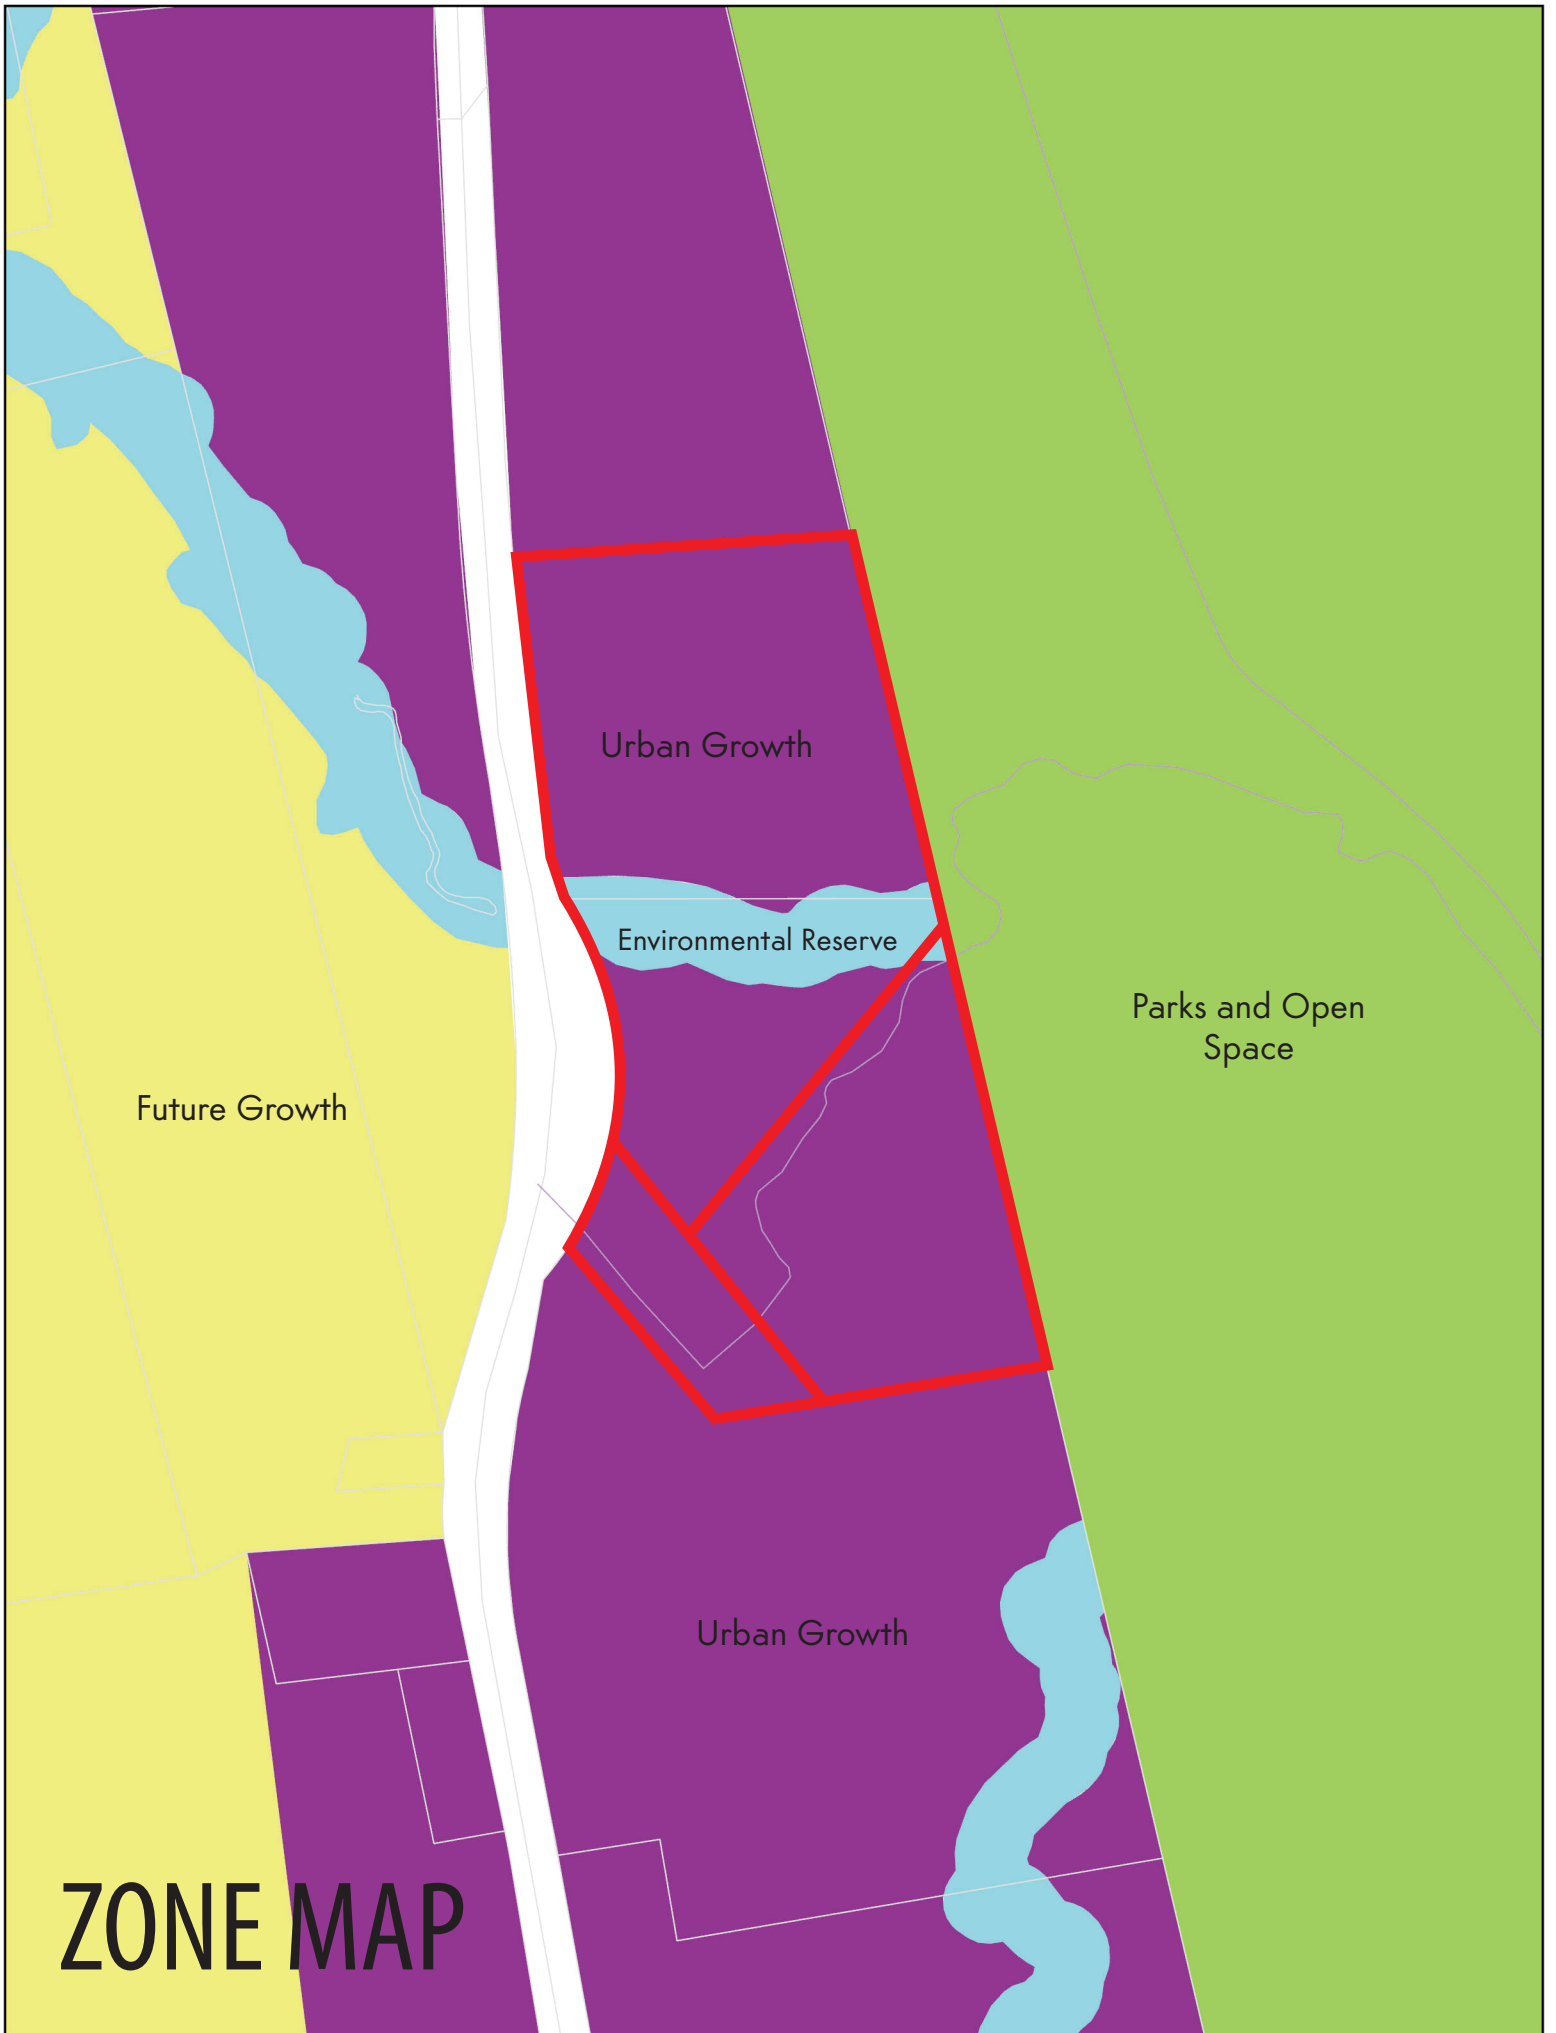 Urban Growth
Environmental Reserve
Parks and Open
Space
Future Growth
Urban Growth
ZONE MAP